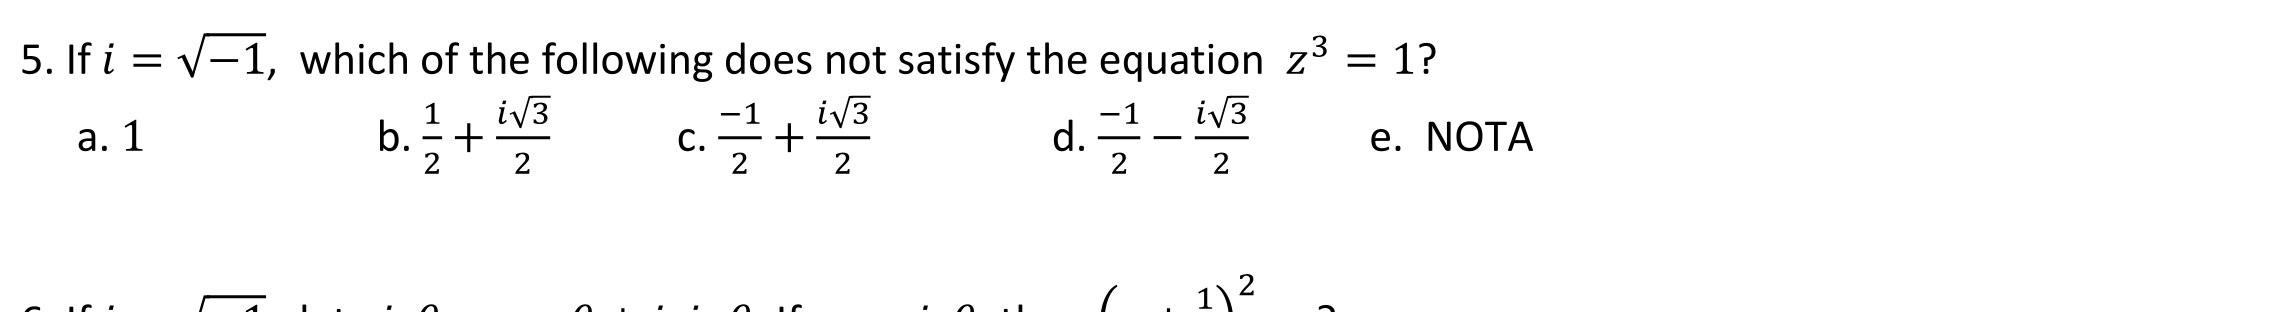 5. If i = √−1, which of the following does not satisfy the equation z³ = 1?
a. 1 b. 1/2 + i√3/2 c. −1/2 + i√3/2 d. −1/2 − i√3/2 e. NOTA